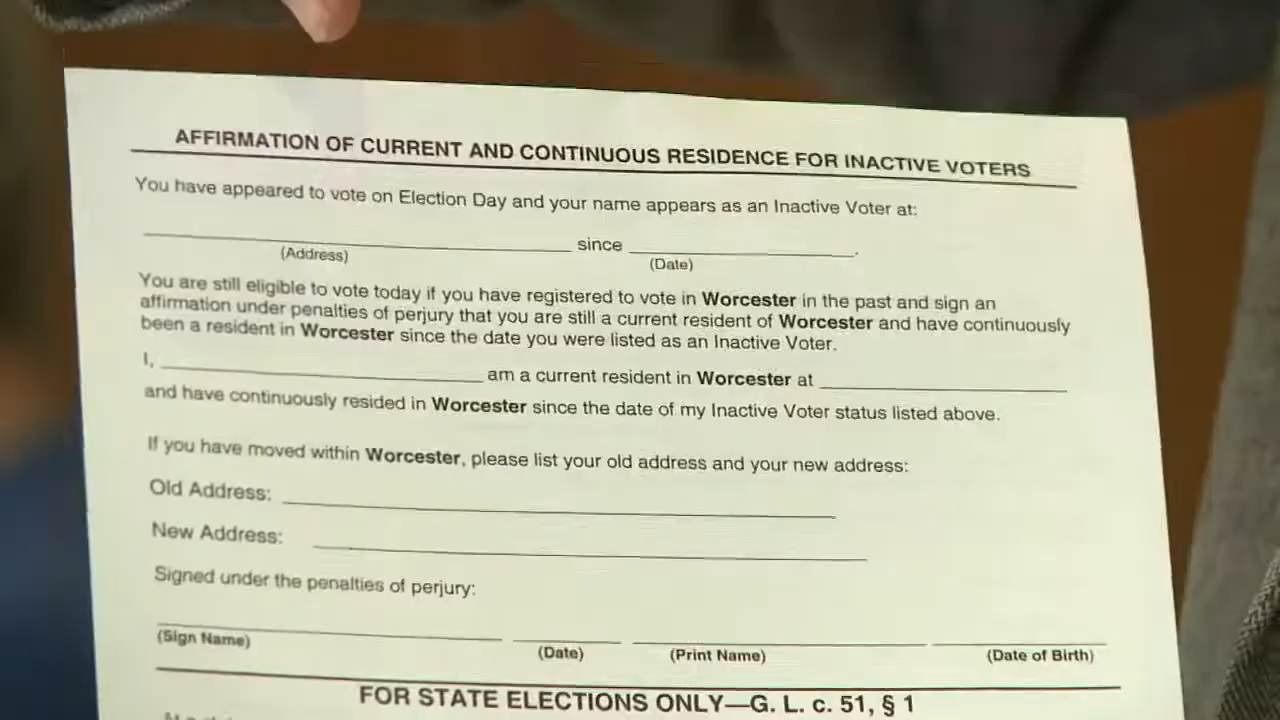 AFFIRMATION OF CURRENT AND CONTINUOUS RESIDENCE FOR INACTIVE VOTERS
You have appeared to vote on Election Day and your name appears as an Inactive Voter at:
since
(Address)
(Date)
You are still eligible to vote today if you have registered to vote in Worcester in the past and sign an
affirmation under penalties of perjury that you are still a current resident of Worcester and have continuously
been a resident in Worcester since the date you were listed as an Inactive Voter.
I, am a current resident in Worcester at
and have continuously resided in Worcester since the date of my Inactive Voter status listed above.
If you have moved within Worcester, please list your old address and your new address:
Old Address:
New Address:
Signed under the penalties of perjury:
(Sign Name) (Date) (Print Name) (Date of Birth)
FOR STATE ELECTIONS ONLY—G. L. c. 51, § 1